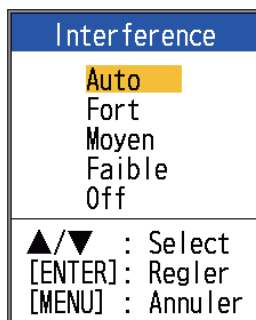 Interference
Auto
Fort
Moyen
Faible
Off
▲/▼ : Select
[ENTER]: Regler
[MENU] : Annuler